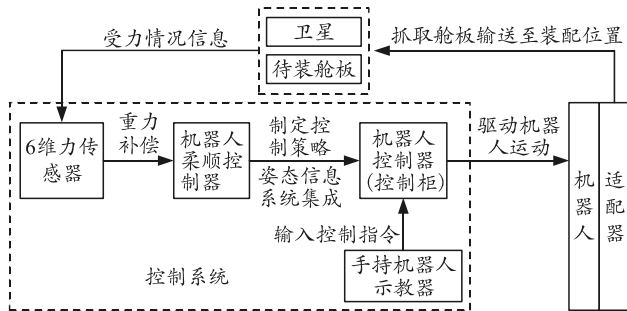 受力情况信息
卫星
待装舱板
抓取舱板输送至装配位置
6维力传
感器
重力
补偿
机器人
柔顺控
制器
制定控
制策略
姿态信息
系统集成
机器人
控制器
(控制柜)
驱动机器
人运动
机器人
适配器
输入控制指令
手持机器人
示教器
控制系统